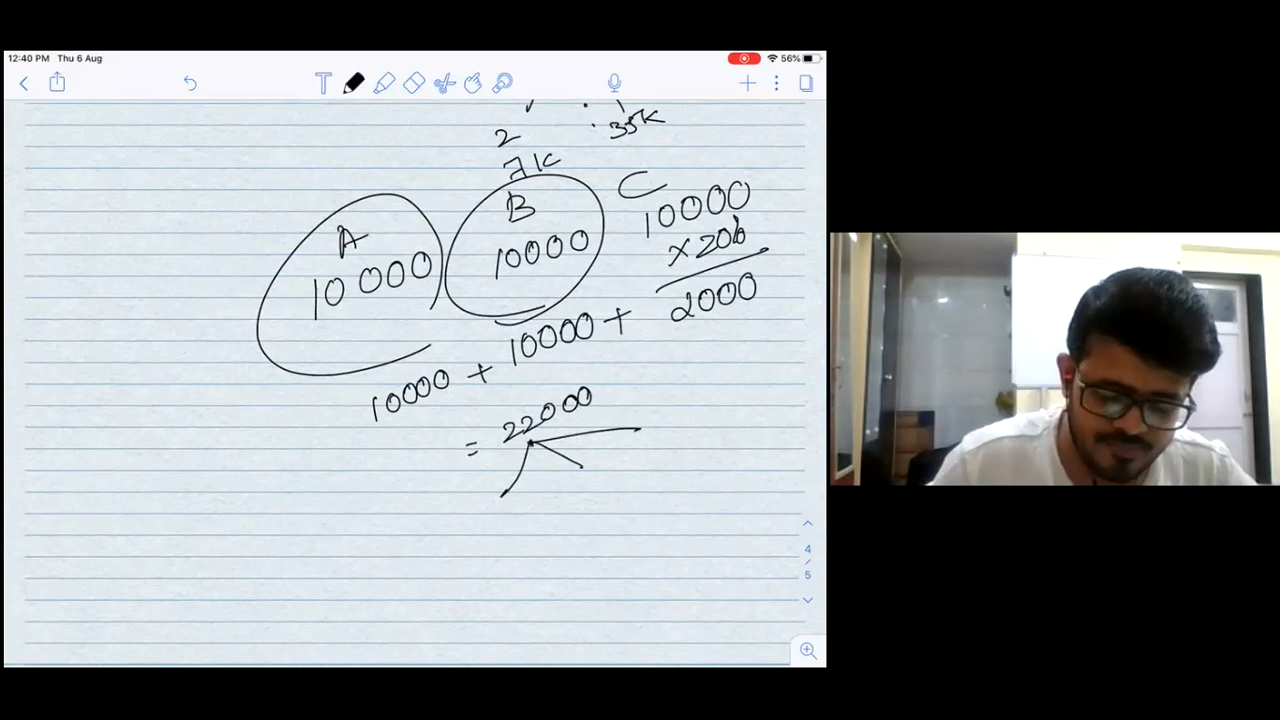 12:40 PM Thu 6 Aug
56%
T
35K
2
7K
A
10000
B
10000
C
10000
10000 + 10000 + 2000
= 22000
4
/
5